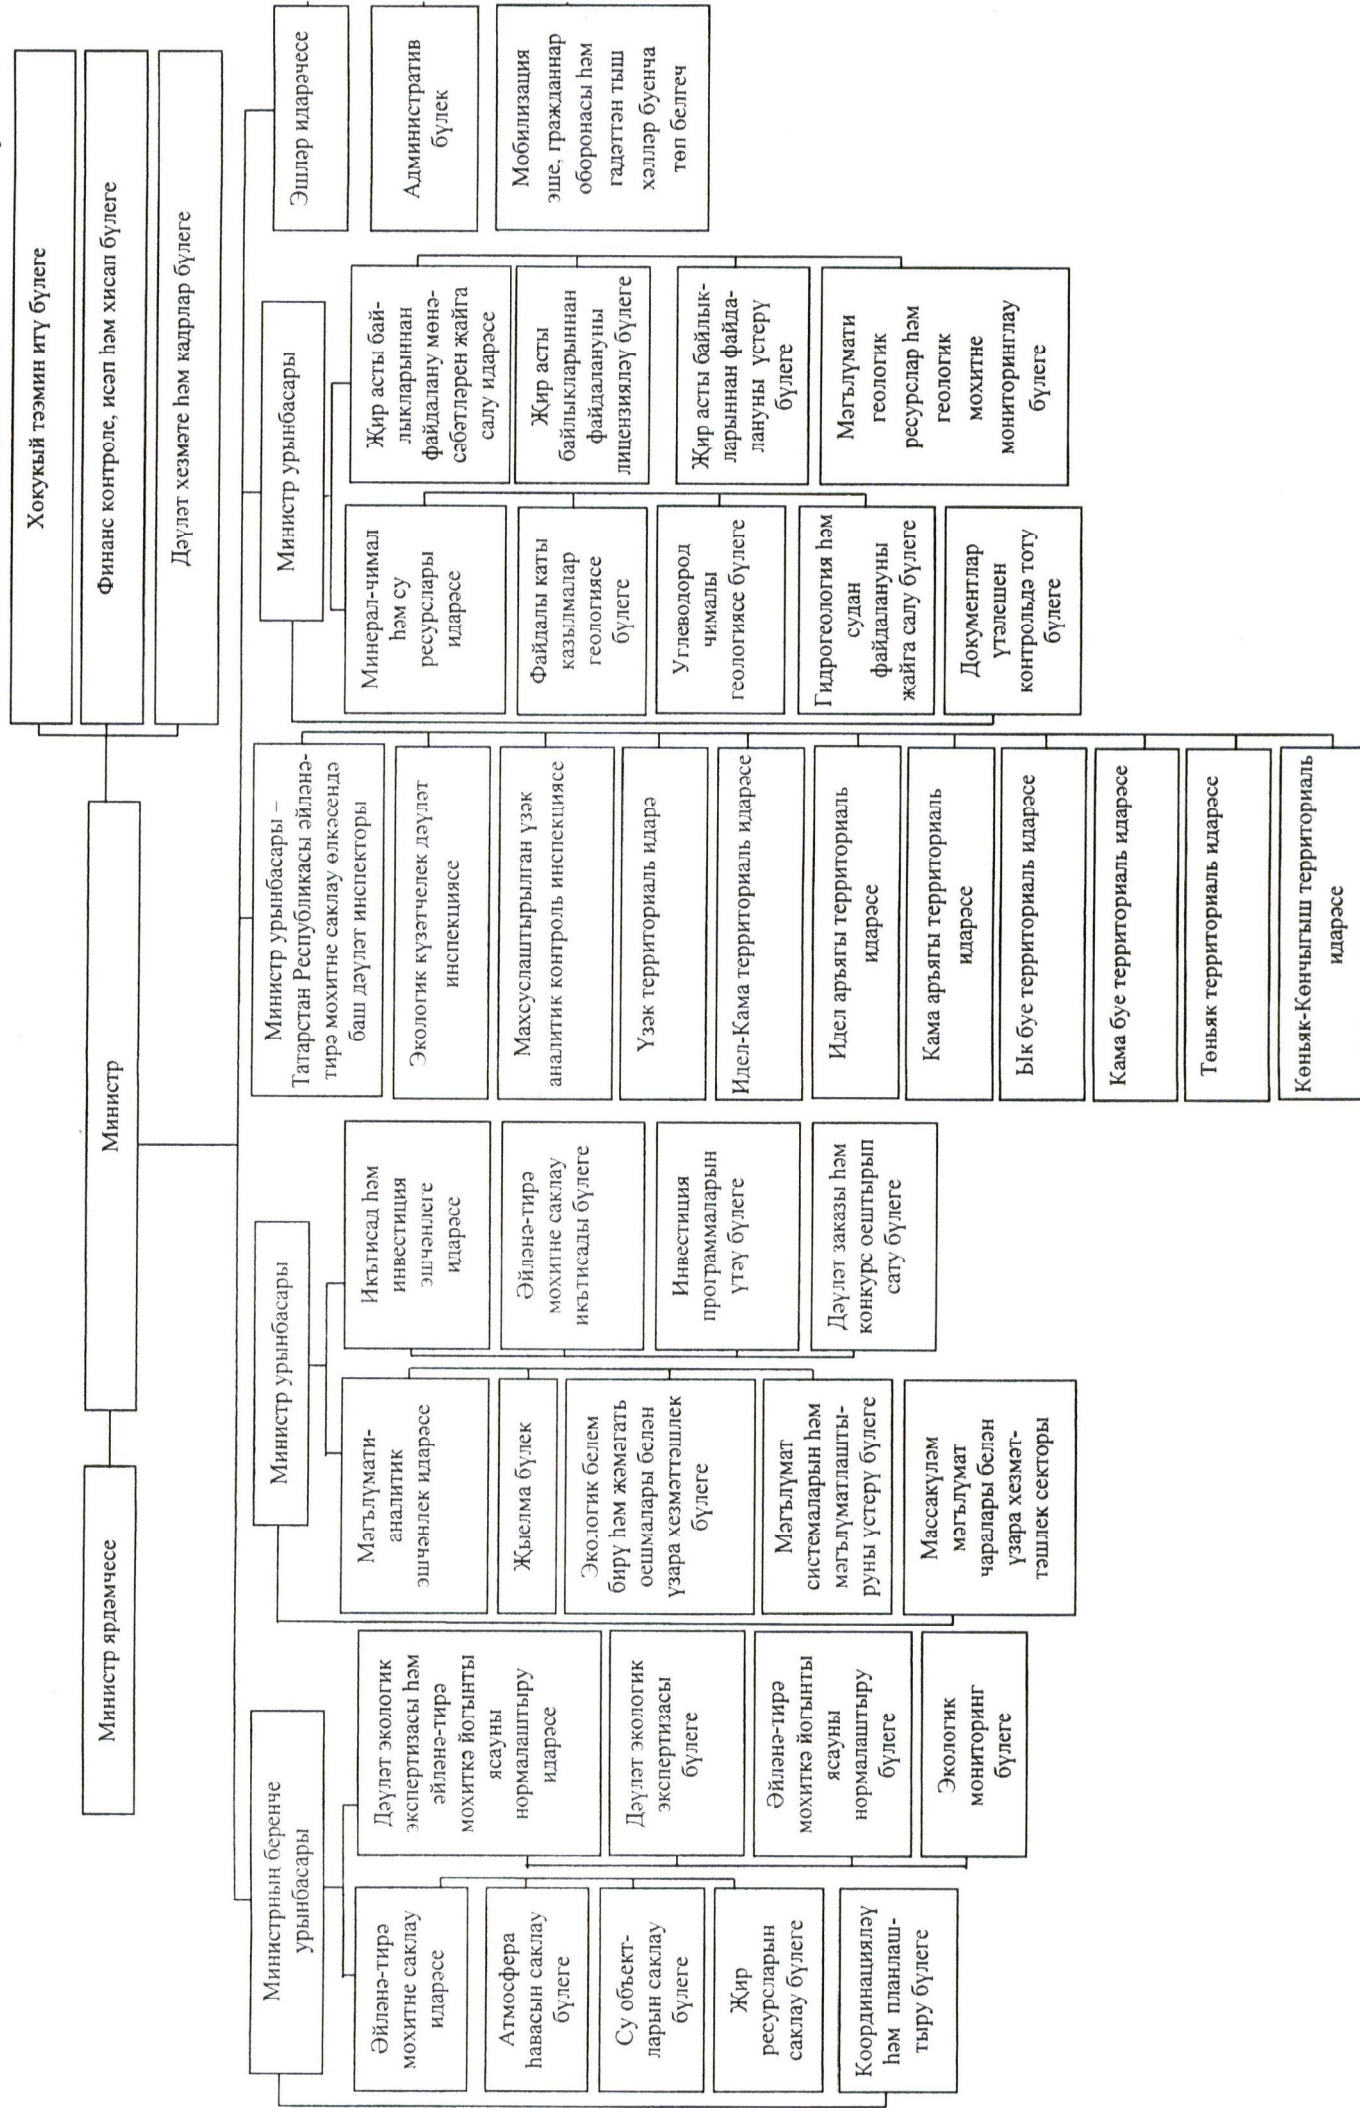 Хокукый тәэмин итү бүлеге
Министр ярдәмчесе
Министр
Финанс контроле, исәп һәм хисап бүлеге
Дәүләт хезмәте һәм кадрлар бүлеге
Министрның беренче
урынбасары
Әйләнә-тирә
мохитне саклау
идарәсе
Атмосфера
һавасын саклау
бүлеге
Су объект-
ларын саклау
бүлеге
Җир
ресурсларын
саклау бүлеге
Координацияләү
һәм планлаш-
тыру бүлеге
Дәүләт экологик
экспертизасы һәм
әйләнә-тирә
мохиткә йогынты
ясауны
нормалаштыру
идарәсе
Дәүләт экологик
экспертизасы
бүлеге
Әйләнә-тирә
мохиткә йогынты
ясауны
нормалаштыру
бүлеге
Экологик
мониторинг
бүлеге
Министр урынбасары
Мәгълүмати-
аналитик
эшчәнлек идарәсе
Җыелма бүлек
Экологик белем
бирү һәм җәмәгать
оешмалары белән
үзара хезмәттәшлек
бүлеге
Мәгълүмат
системаларын һәм
мәгълүматлашты-
руны үстерү бүлеге
Массакүләм
мәгълүмат
чаралары белән
үзара хезмәт-
тәшлек секторы
Икътисад һәм
инвестиция
эшчәнлеге
идарәсе
Әйләнә-тирә
мохитне саклау
икътисады бүлеге
Инвестиция
программаларын
үтәү бүлеге
Дәүләт заказы һәм
конкурс оештырып
сату бүлеге
Министр урынбасары –
Татарстан Республикасы әйләнә-
тирә мохитне саклау өлкәсендә
баш дәүләт инспекторы
Экологик күзәтчелек дәүләт
инспекциясе
Махсуслаштырылган үзәк
аналитик контроль инспекциясе
Үзәк территориаль идарә
Идел-Кама территориаль идарәсе
Идел аръягы территориаль
идарәсе
Кама аръягы территориаль
идарәсе
Ык буе территориаль идарәсе
Кама буе территориаль идарәсе
Төньяк территориаль идарәсе
Көньяк-Көнчыгыш территориаль
идарәсе
Министр урынбасары
Минерал-чимал
һәм су
ресурслары
идарәсе
Файдалы каты
казылмалар
геологиясе
бүлеге
Углеводород
чималы
геологиясе бүлеге
Гидрогеология һәм
судан
файдалануны
җайга салу бүлеге
Документлар
үтәлешен
контрольдә тоту
бүлеге
Җир асты бай-
лыкларыннан
файдалану мөнә-
сәбәтләрен җайга
салу идарәсе
Җир асты
байлыкларыннан
файдалануны
лицензияләү бүлеге
Җир асты байлык-
ларыннан файда-
лануны үстерү
бүлеге
Мәгълүмати
геологик
ресурслар һәм
геологик
мохитне
мониторинглау
бүлеге
Эшләр идарәчесе
Административ
бүлек
Мобилизация
эше, гражданнар
оборонасы һәм
гадәттән тыш
хәлләр буенча
төп белгеч